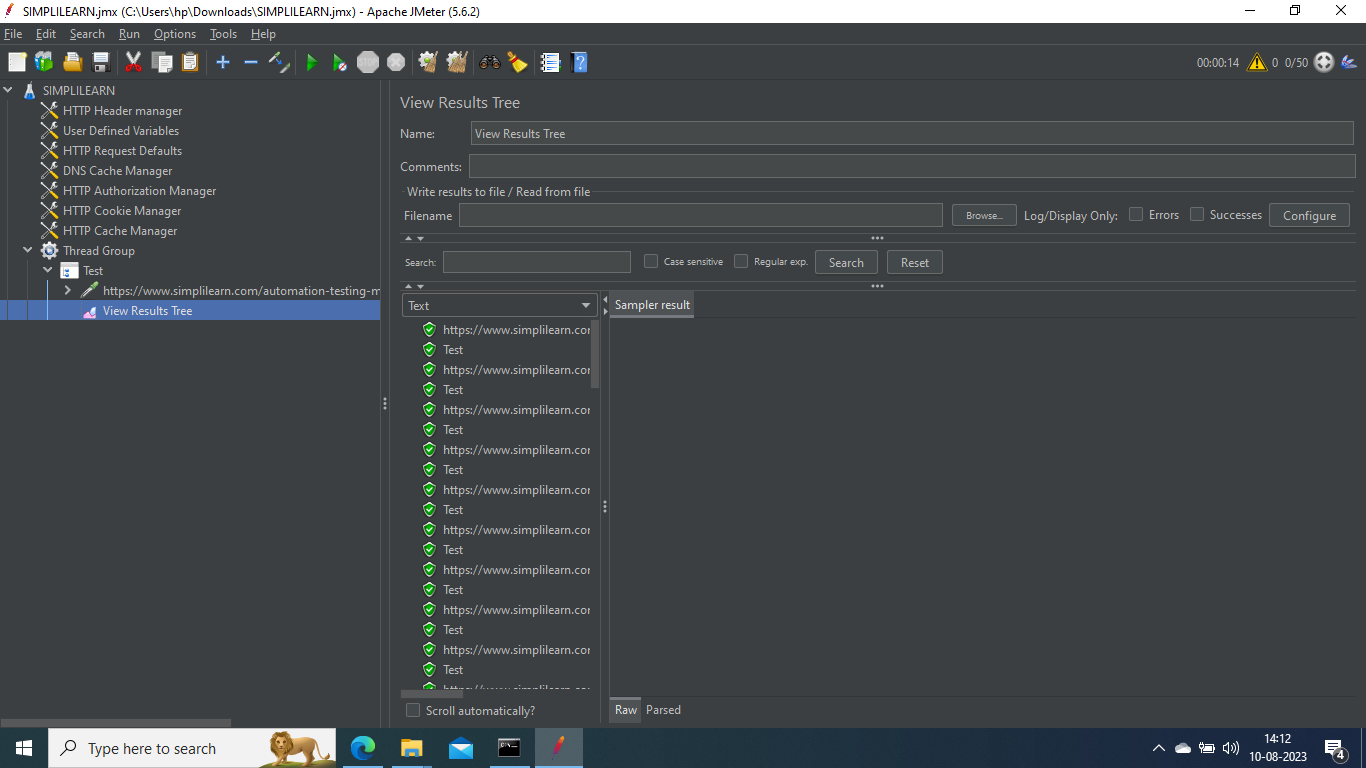 SIMPLILEARN.jmx (C:\Users\hp\Downloads\SIMPLILEARN.jmx) - Apache JMeter (5.6.2)
File Edit Search Run Options Tools Help
STOP 00:00:14 0 0/50
SIMPLILEARN
HTTP Header manager
User Defined Variables
HTTP Request Defaults
DNS Cache Manager
HTTP Authorization Manager
HTTP Cookie Manager
HTTP Cache Manager
Thread Group
Test
https://www.simplilearn.com/automation-testing-m
View Results Tree
View Results Tree
Name: View Results Tree
Comments:
Write results to file / Read from file
Filename Browse... Log/Display Only: Errors Successes Configure
Search: Case sensitive Regular exp. Search Reset
Text
https://www.simplilearn.cor
Test
https://www.simplilearn.cor
Test
https://www.simplilearn.cor
Test
https://www.simplilearn.cor
Test
https://www.simplilearn.cor
Test
https://www.simplilearn.cor
Test
https://www.simplilearn.cor
Test
https://www.simplilearn.cor
Test
https://www.simplilearn.cor
Test
Scroll automatically?
Sampler result
Raw Parsed
Type here to search
14:12
10-08-2023
4